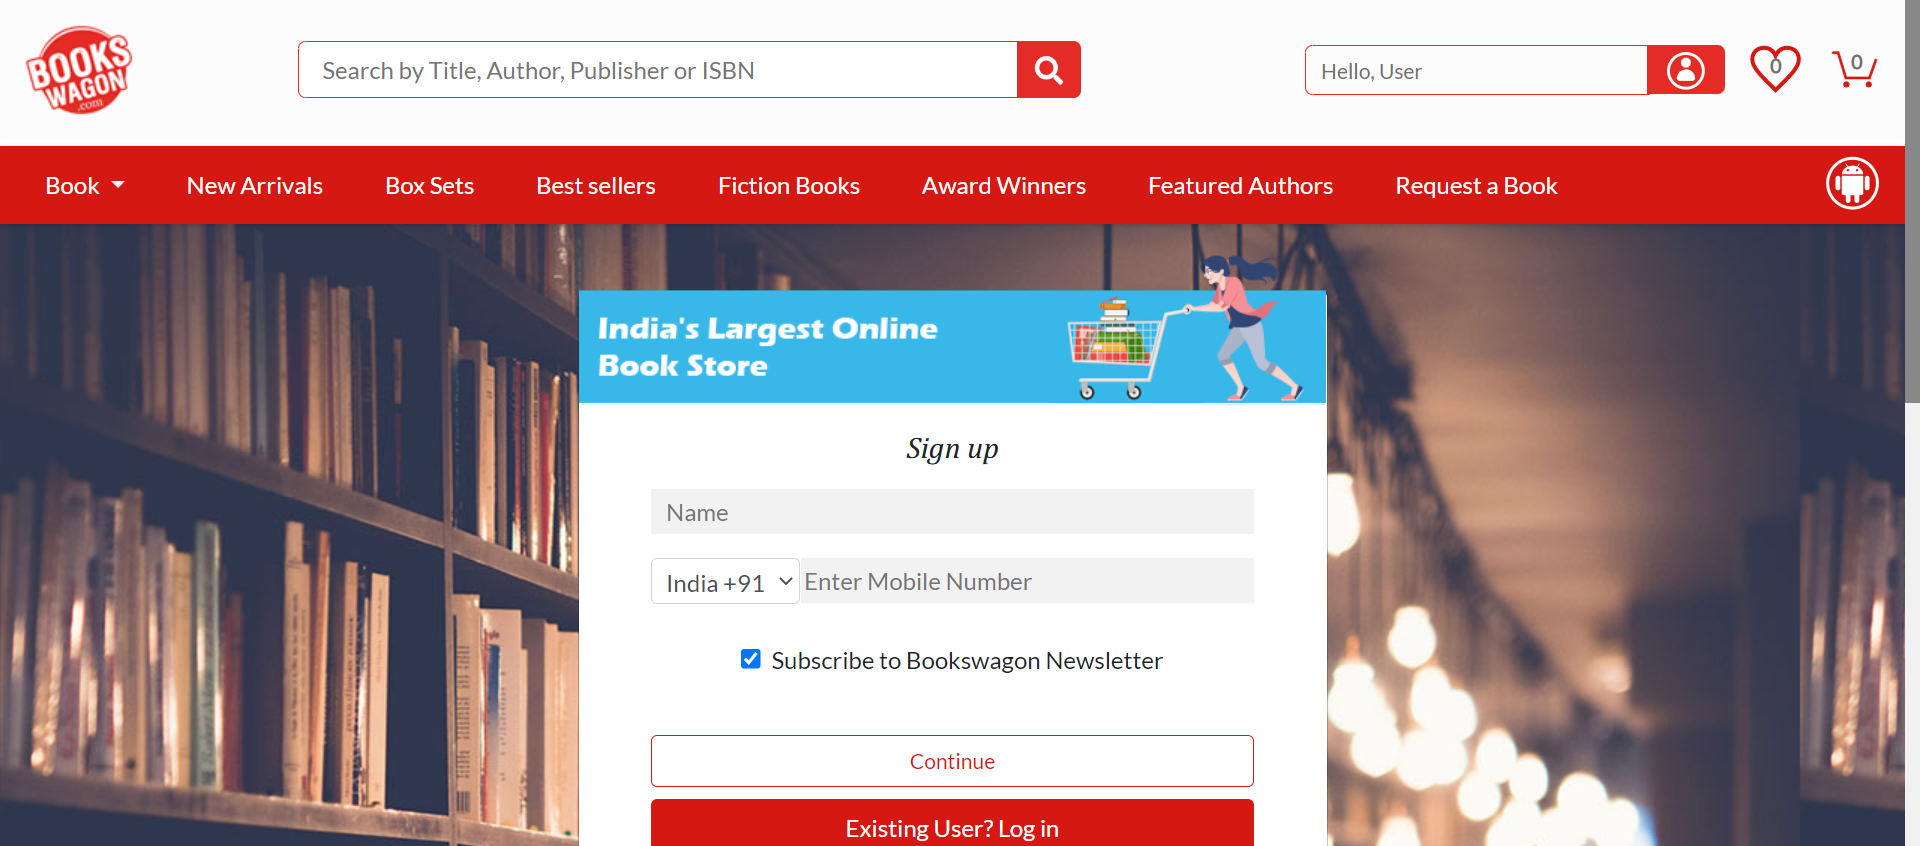 BOOKS
WAGON
.com
Search by Title, Author, Publisher or ISBN
Hello, User
0
0
Book
New Arrivals
Box Sets
Best sellers
Fiction Books
Award Winners
Featured Authors
Request a Book
India's Largest Online
Book Store
Sign up
Name
India +91
Enter Mobile Number
Subscribe to Bookswagon Newsletter
Continue
Existing User? Log in